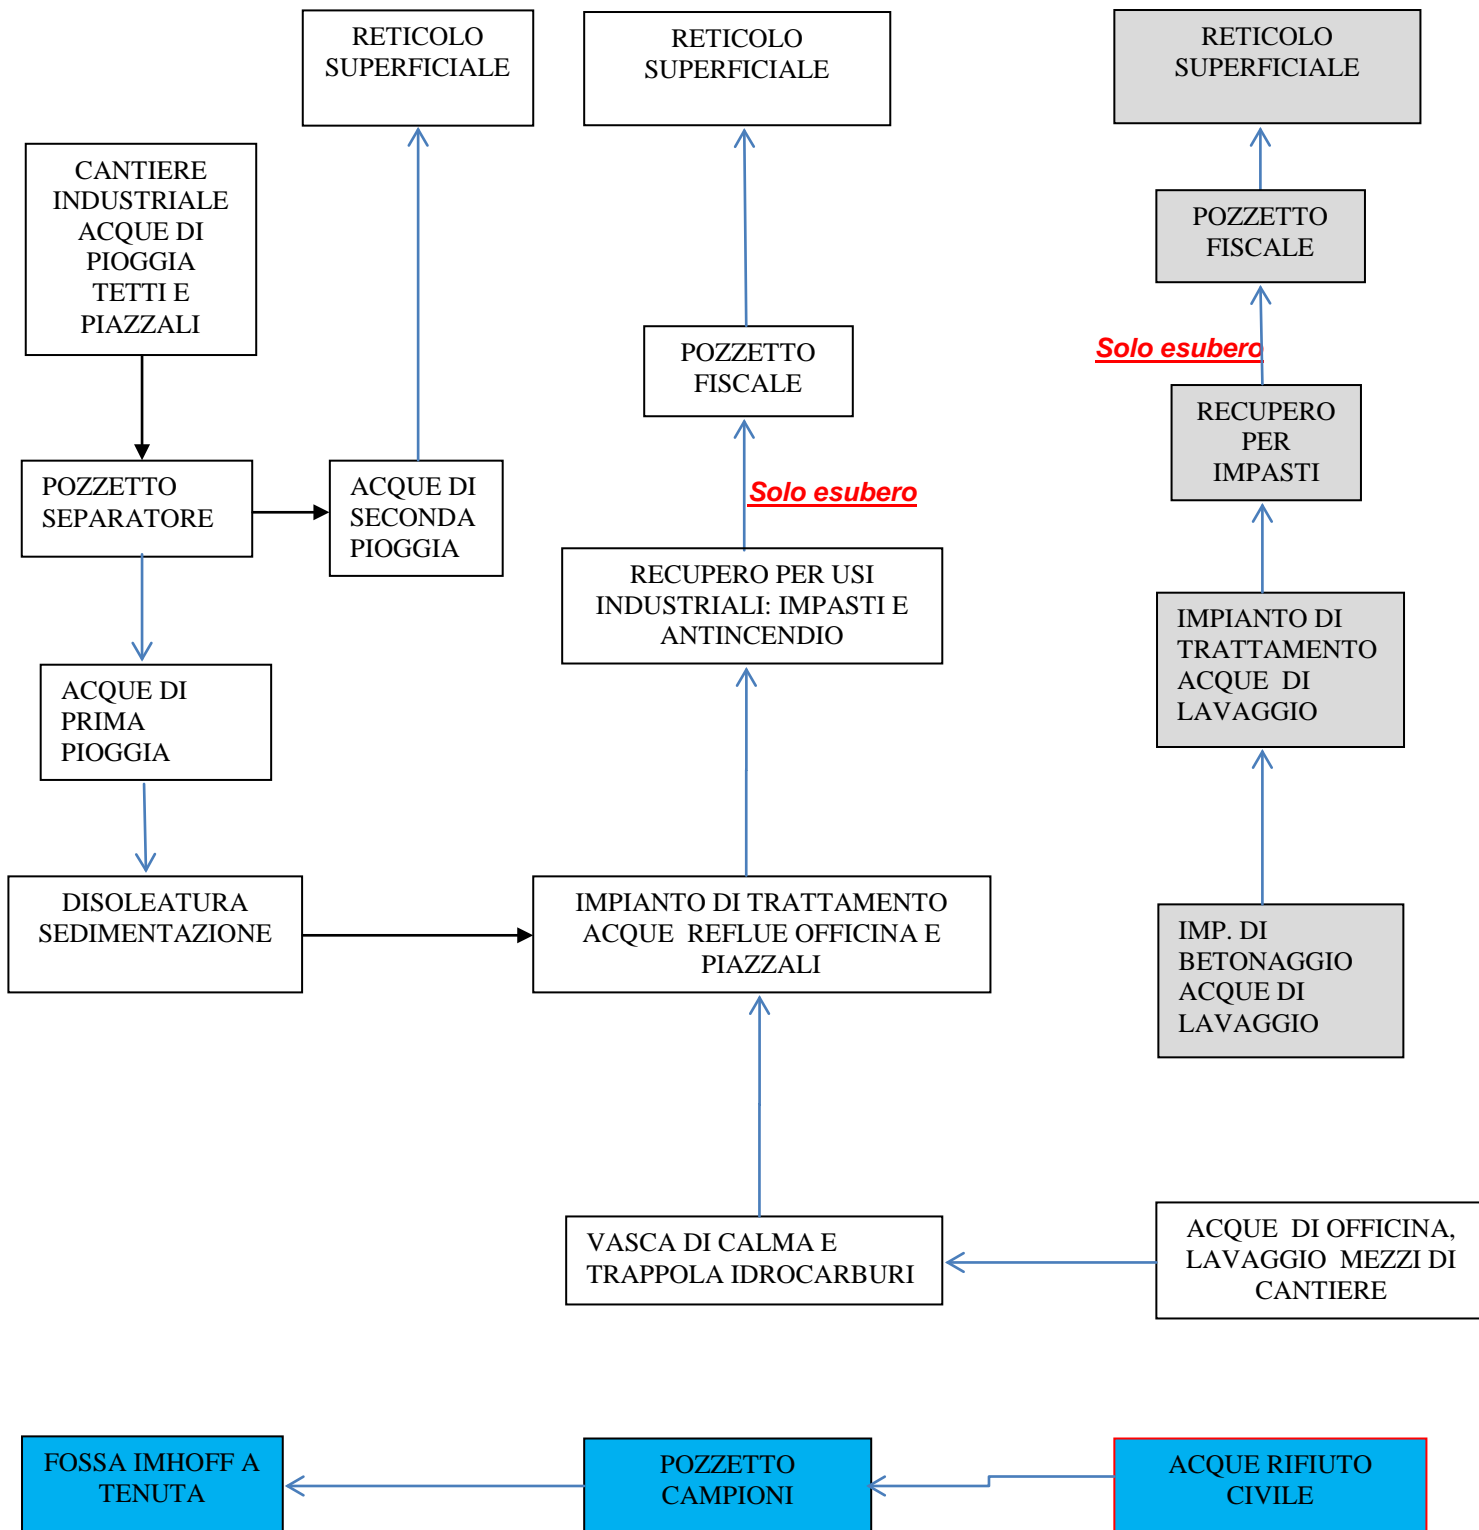 RETICOLO
SUPERFICIALE
RETICOLO
SUPERFICIALE
RETICOLO
SUPERFICIALE
CANTIERE
INDUSTRIALE
ACQUE DI
PIOGGIA
TETTI E
PIAZZALI
POZZETTO
FISCALE
POZZETTO
FISCALE
Solo esubero
RECUPERO
PER
IMPASTI
POZZETTO
SEPARATORE
ACQUE DI
SECONDA
PIOGGIA
Solo esubero
RECUPERO PER USI
INDUSTRIALI: IMPASTI E
ANTINCENDIO
IMPIANTO DI
TRATTAMENTO
ACQUE DI
LAVAGGIO
ACQUE DI
PRIMA
PIOGGIA
DISOLEATURA
SEDIMENTAZIONE
IMPIANTO DI TRATTAMENTO
ACQUE REFLUE OFFICINA E
PIAZZALI
IMP. DI
BETONAGGIO
ACQUE DI
LAVAGGIO
VASCA DI CALMA E
TRAPPOLA IDROCARBURI
ACQUE DI OFFICINA,
LAVAGGIO MEZZI DI
CANTIERE
FOSSA IMHOFF A
TENUTA
POZZETTO
CAMPIONI
ACQUE RIFIUTO
CIVILE